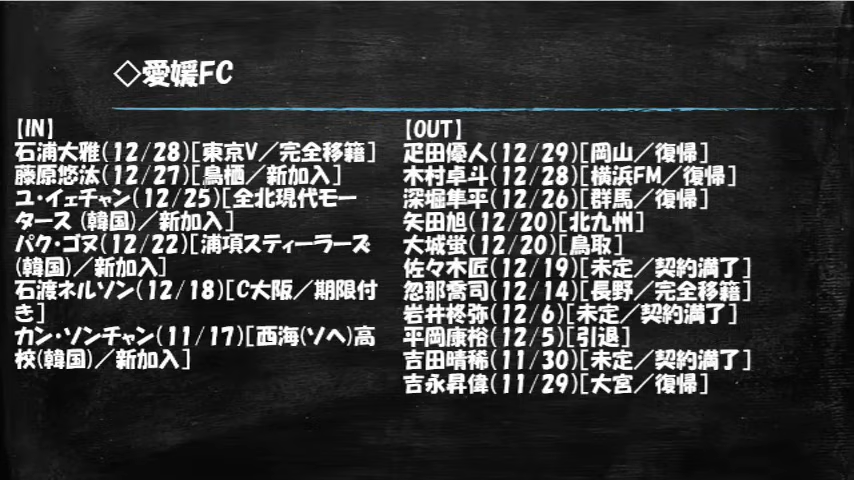 ◇愛媛FC
【IN】
石浦大雅(12/28)[東京V／完全移籍]
藤原悠汰(12/27)[鳥栖／新加入]
ユ・イェチャン(12/25)[全北現代モー
タース (韓国)／新加入]
パク・ゴヌ(12/22)[浦項スティーラーズ
(韓国)／新加入]
石渡ネルソン(12/18)[C大阪／期限付
き]
カン・ソンチャン(11/17)[西海(ソヘ)高
校(韓国)／新加入]
【OUT】
疋田優人(12/29)[岡山／復帰]
木村卓斗(12/28)[横浜FM／復帰]
深堀隼平(12/26)[群馬／復帰]
矢田旭(12/20)[北九州]
大城蛍(12/20)[鳥取]
佐々木匠(12/19)[未定／契約満了]
忽那喬司(12/14)[長野／完全移籍]
岩井柊弥(12/6)[未定／契約満了]
平岡康裕(12/5)[引退]
吉田晴稀(11/30)[未定／契約満了]
吉永昇偉(11/29)[大宮／復帰]